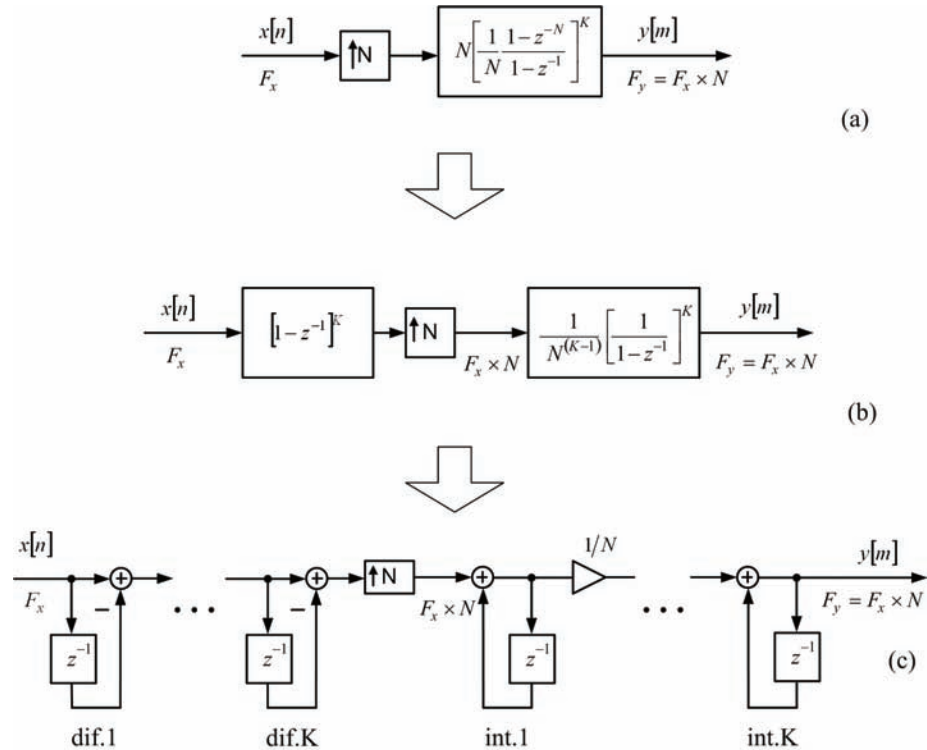 x[n]
↑N
N[1/N (1−z^{−N})/(1−z^{−1})]^K
y[m]
F_x
F_y = F_x × N
(a)
x[n]
[1−z^{−1}]^K
↑N
1/N^{(K−1)} [1/(1−z^{−1})]^K
y[m]
F_x
F_x × N
F_y = F_x × N
(b)
x[n]
+
• • •
+
↑N
+
1/N
• • •
+
y[m]
F_x
−
−
F_x × N
F_y = F_x × N
z^{−1}
z^{−1}
z^{−1}
z^{−1}
(c)
dif.1
dif.K
int.1
int.K